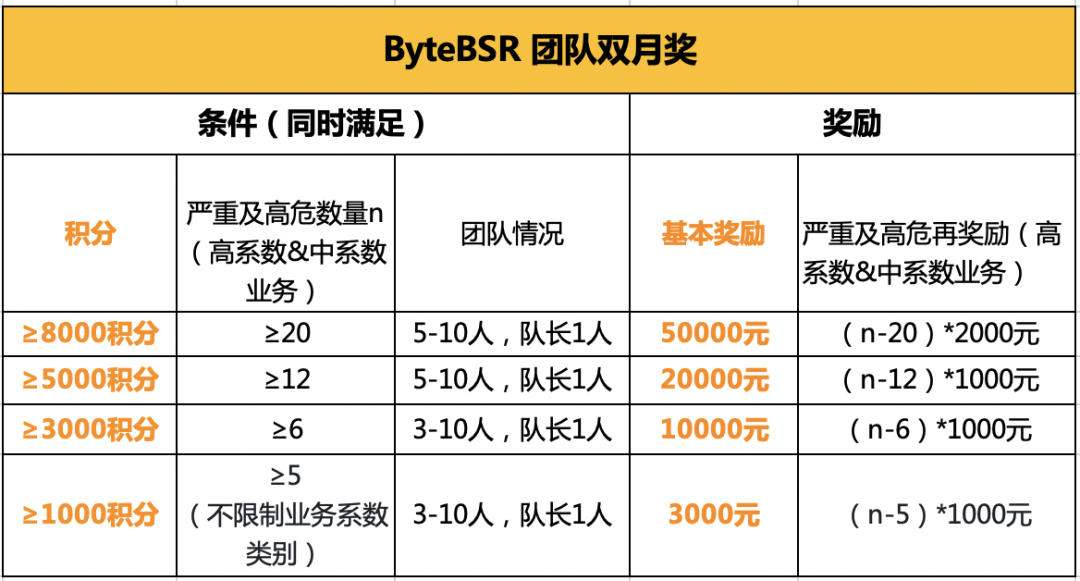 ByteBSR 团队双月奖
条件（同时满足）
奖励
积分
严重及高危数量n
（高系数&中系数
业务）
团队情况
基本奖励
严重及高危再奖励（高
系数&中系数业务）
≥8000积分
≥20
5-10人，队长1人
50000元
（n-20）*2000元
≥5000积分
≥12
5-10人，队长1人
20000元
（n-12）*1000元
≥3000积分
≥6
3-10人，队长1人
10000元
（n-6）*1000元
≥1000积分
≥5
（不限制业务系数
类别）
3-10人，队长1人
3000元
（n-5）*1000元